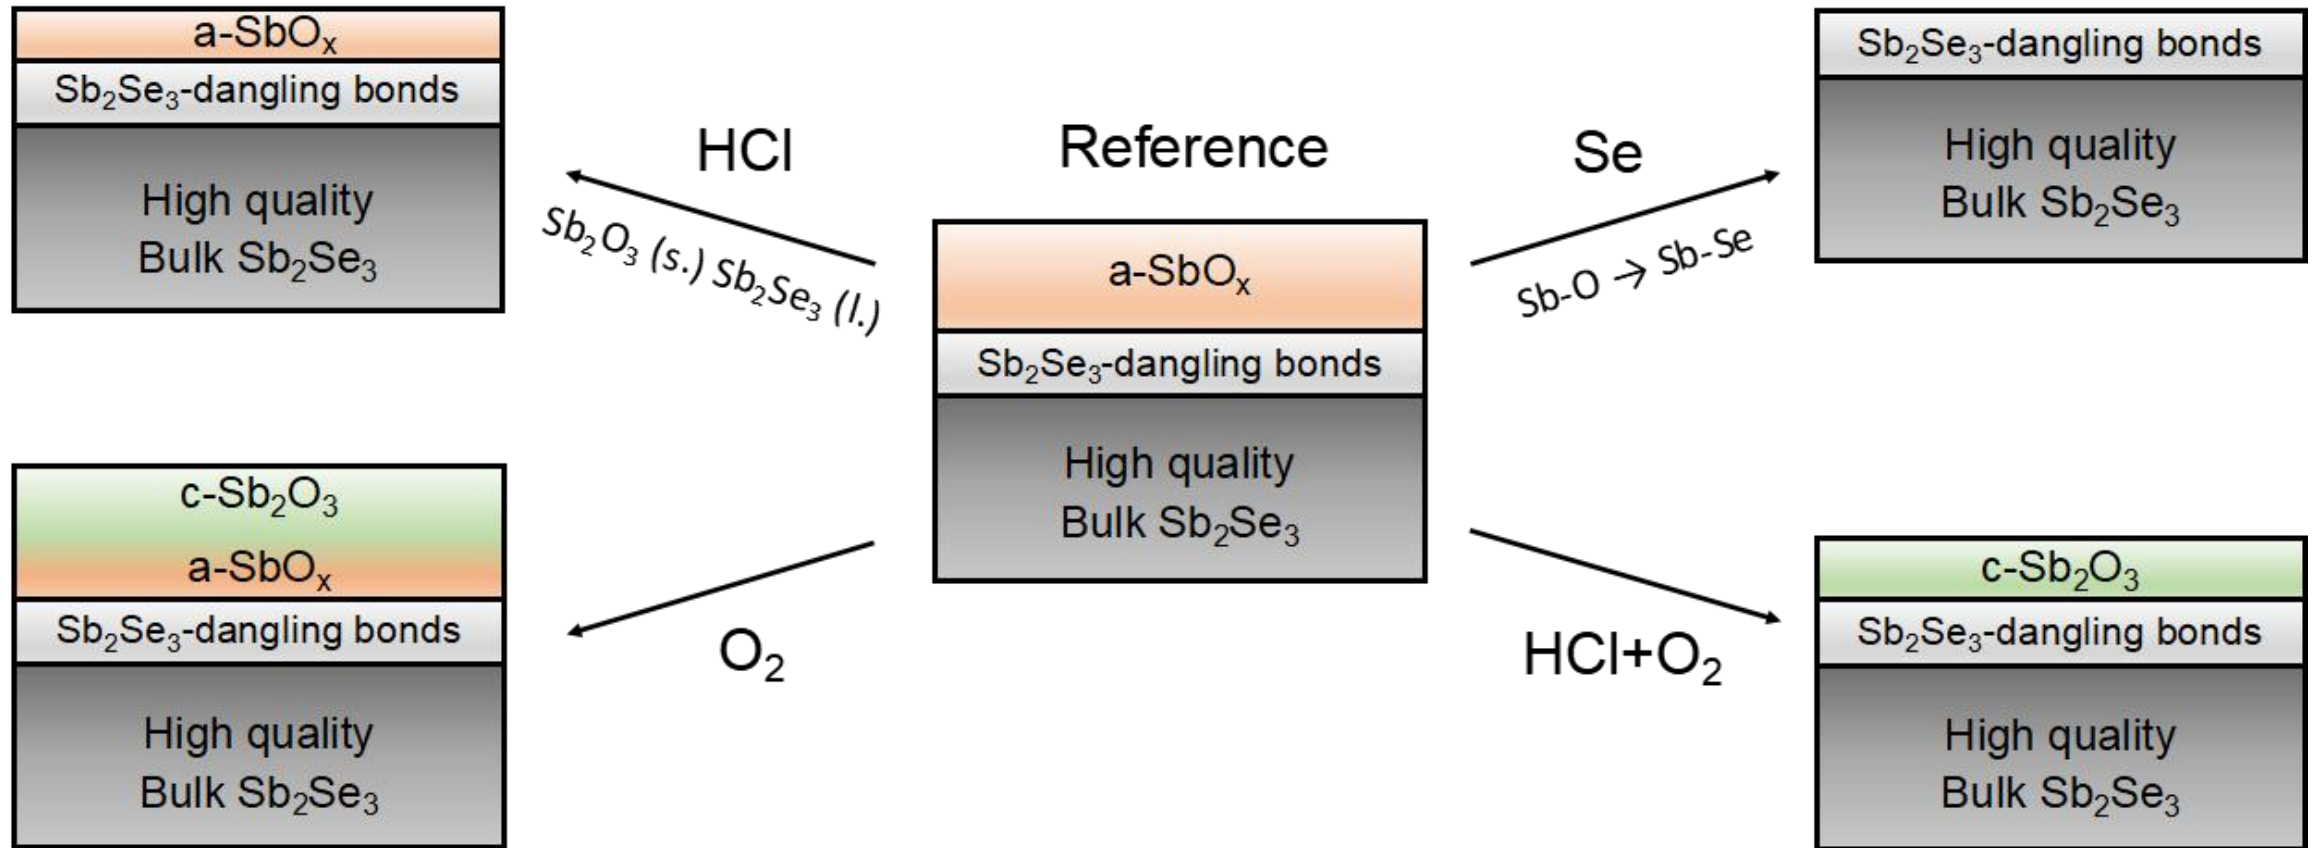 a-SbOₓ
Sb₂Se₃-dangling bonds
High quality
Bulk Sb₂Se₃
HCl
Sb₂O₃ (s.) Sb₂Se₃ (l.)
Reference
a-SbOₓ
Sb₂Se₃-dangling bonds
High quality
Bulk Sb₂Se₃
Se
Sb-O → Sb-Se
Sb₂Se₃-dangling bonds
High quality
Bulk Sb₂Se₃
c-Sb₂O₃
a-SbOₓ
Sb₂Se₃-dangling bonds
High quality
Bulk Sb₂Se₃
O₂
HCl+O₂
c-Sb₂O₃
Sb₂Se₃-dangling bonds
High quality
Bulk Sb₂Se₃